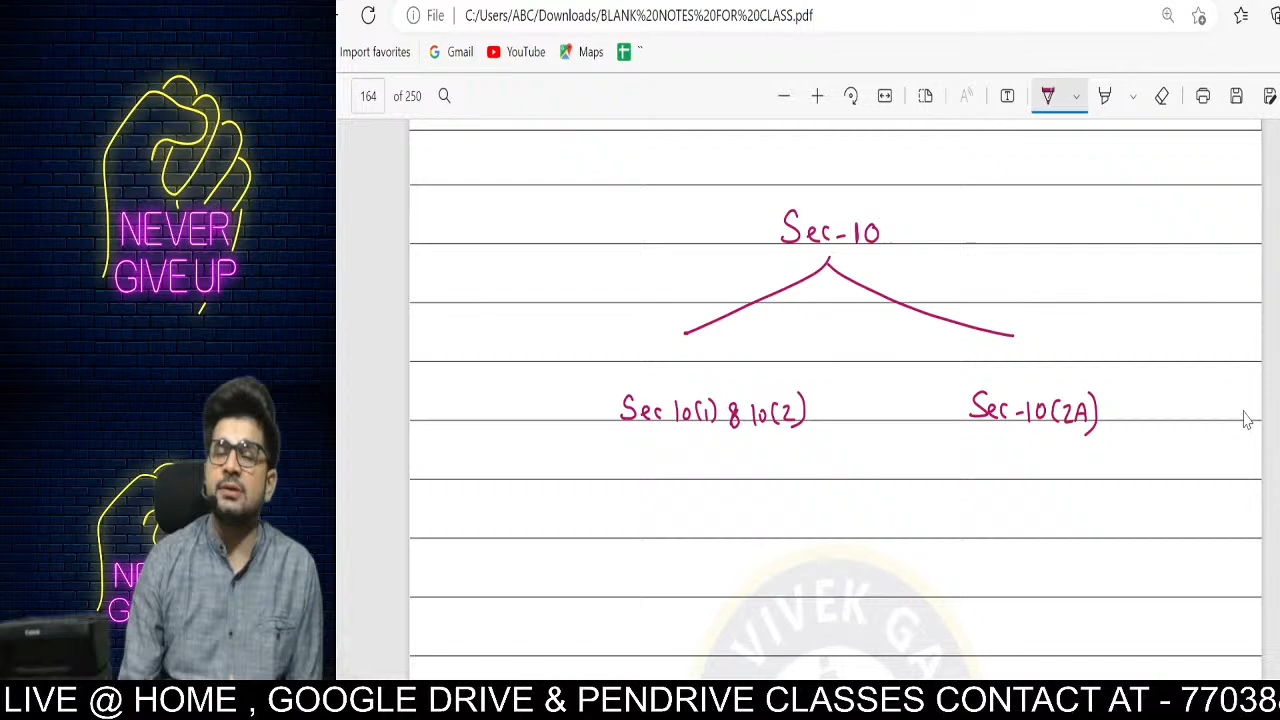 File C:/Users/ABC/Downloads/BLANK%20NOTES%20FOR%20CLASS.pdf
Import favorites Gmail YouTube Maps
164 of 250
Sec-10
Sec 10(1) & 10(2) Sec-10(2A)
NEVER
GIVE UP
LIVE @ HOME , GOOGLE DRIVE & PENDRIVE CLASSES CONTACT AT - 77038